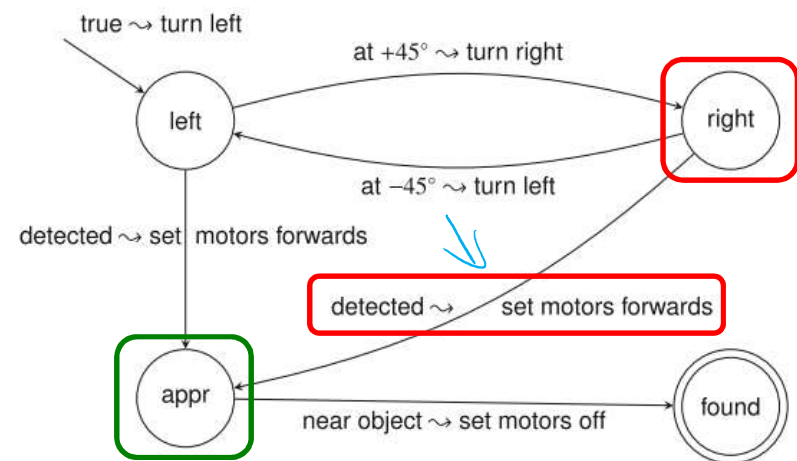 true ⤳ turn left
at +45° ⤳ turn right
left
right
at −45° ⤳ turn left
detected ⤳ set motors forwards
detected ⤳ set motors forwards
appr
found
near object ⤳ set motors off